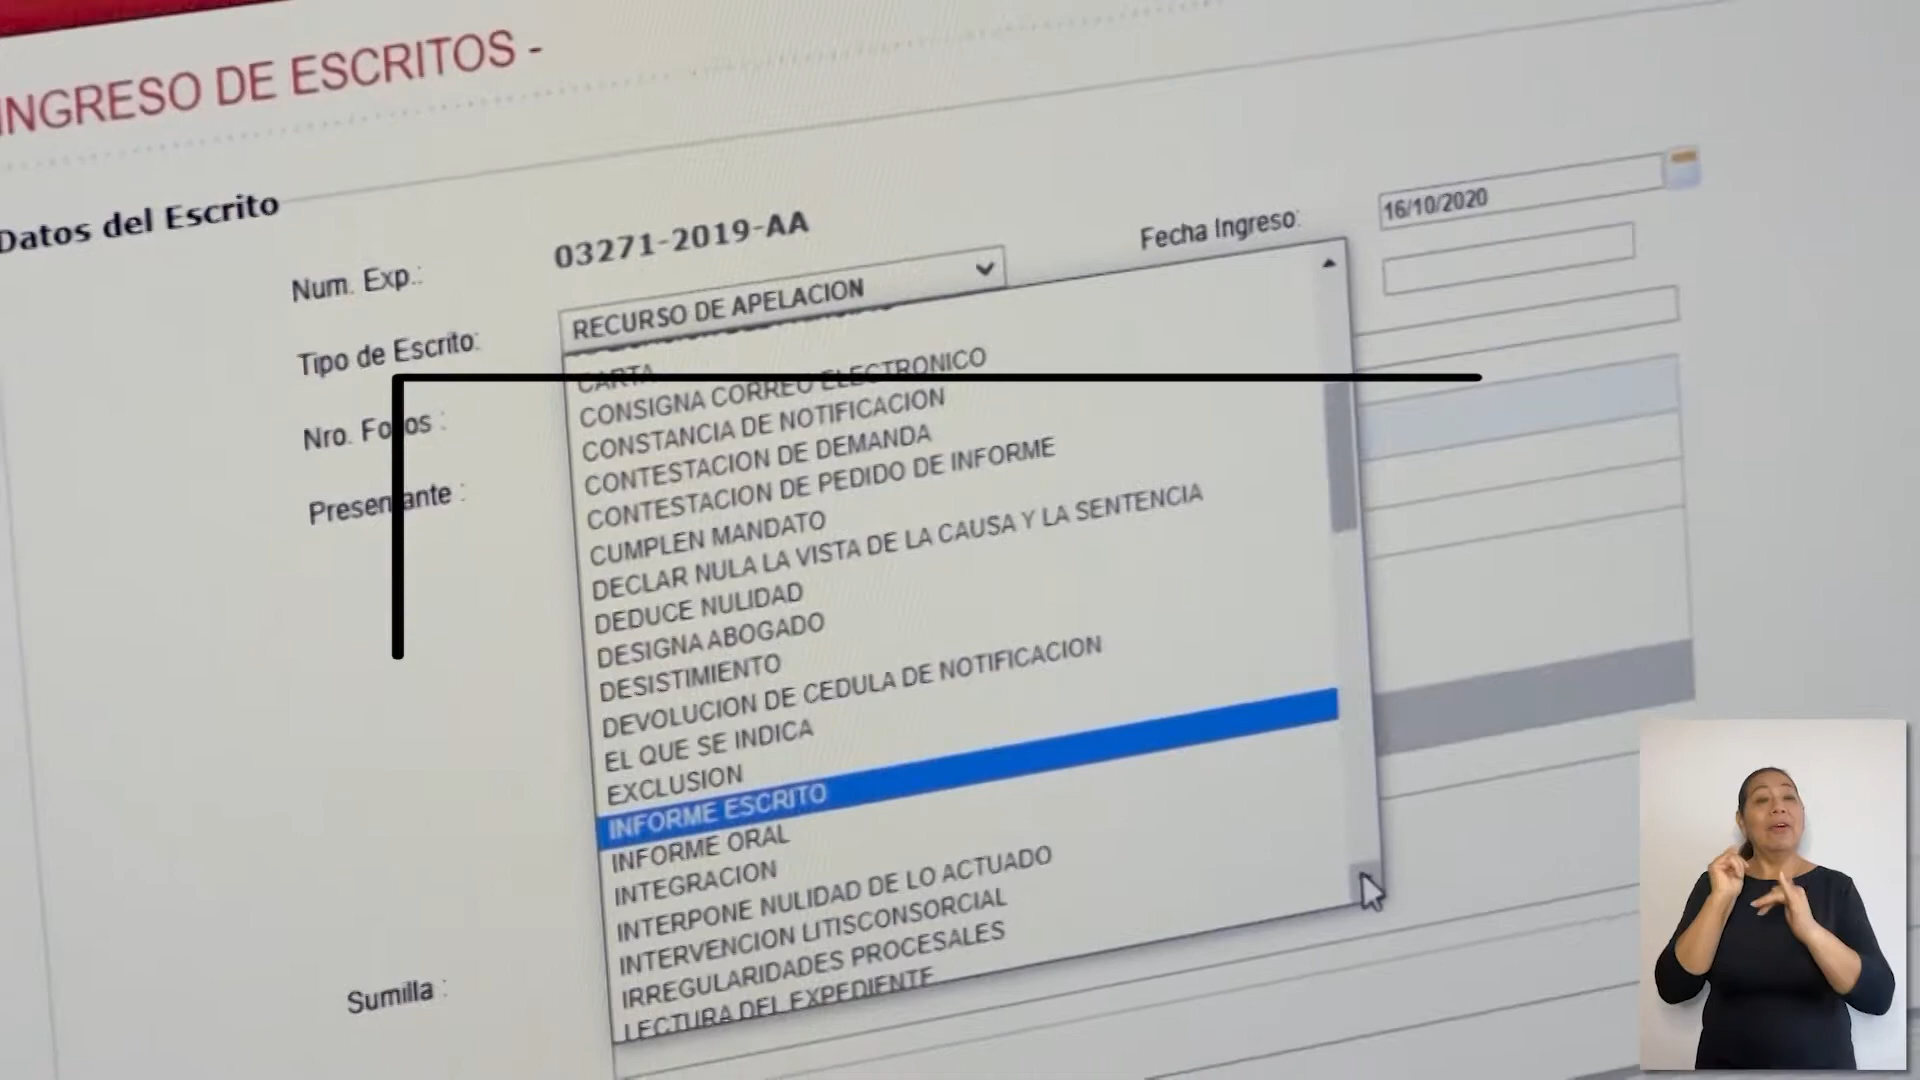 INGRESO DE ESCRITOS -
Datos del Escrito
Num. Exp.:
03271-2019-AA
Fecha Ingreso:
16/10/2020
Tipo de Escrito:
RECURSO DE APELACION
CARTA
CONSIGNA CORREO ELECTRONICO
CONSTANCIA DE NOTIFICACION
CONTESTACION DE DEMANDA
CONTESTACION DE PEDIDO DE INFORME
CUMPLEN MANDATO
DECLAR NULA LA VISTA DE LA CAUSA Y LA SENTENCIA
DEDUCE NULIDAD
DESIGNA ABOGADO
DESISTIMIENTO
DEVOLUCION DE CEDULA DE NOTIFICACION
EL QUE SE INDICA
EXCLUSION
INFORME ESCRITO
INFORME ORAL
INTEGRACION
INTERPONE NULIDAD DE LO ACTUADO
INTERVENCION LITISCONSORCIAL
IRREGULARIDADES PROCESALES
LECTURA DEL EXPEDIENTE
Nro. Folios :
Presentante :
Sumilla :